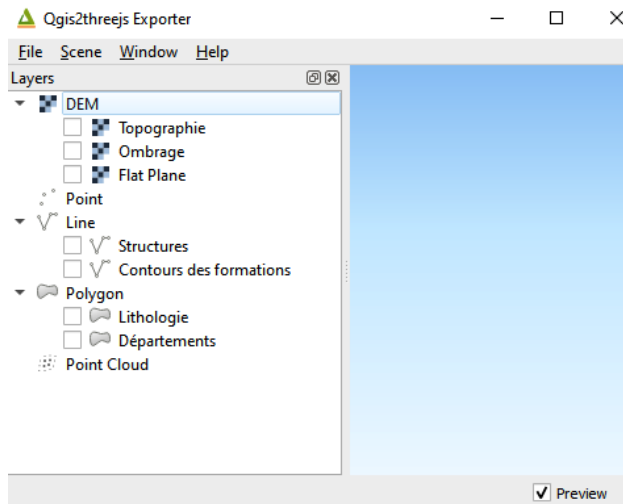 Qgis2threejs Exporter
File Scene Window Help
Layers
DEM
Topographie
Ombrage
Flat Plane
Point
Line
Structures
Contours des formations
Polygon
Lithologie
Départements
Point Cloud
Preview